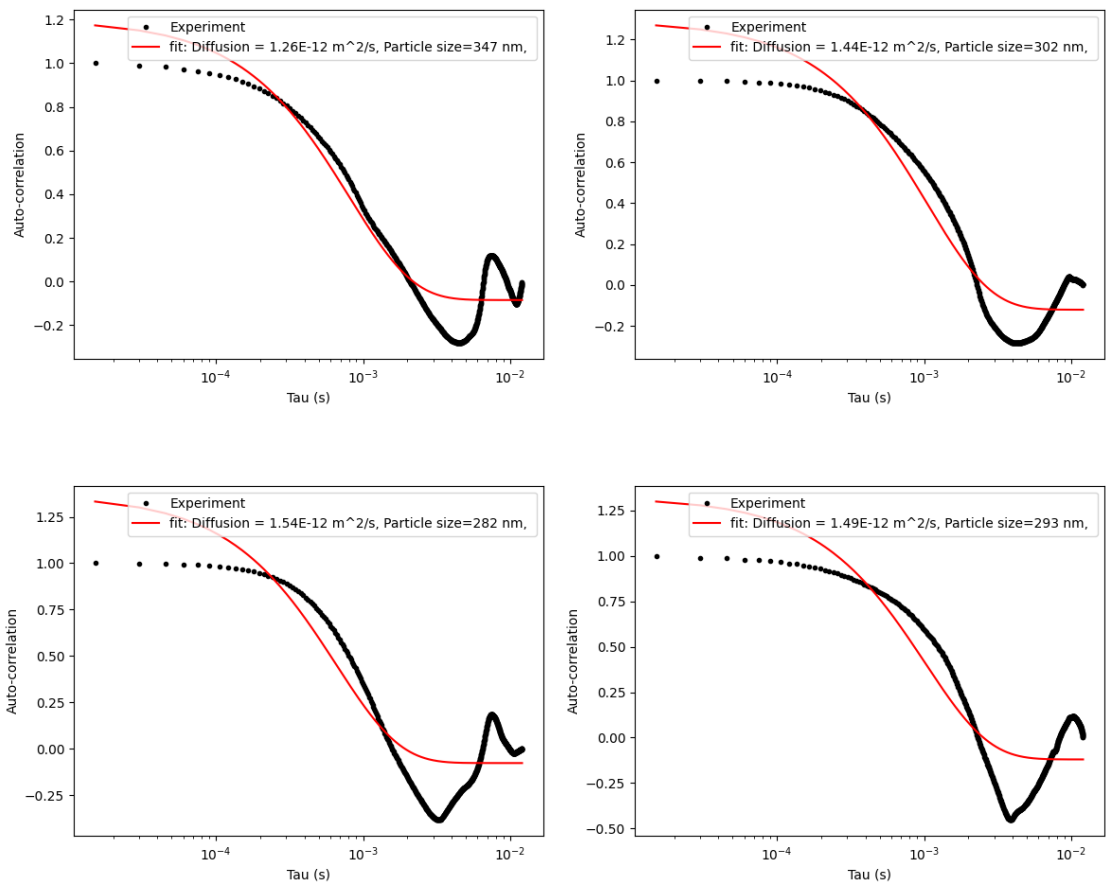 Experiment
fit: Diffusion = 1.26E-12 m^2/s, Particle size=347 nm,
1.2
1.0
0.8
0.6
0.4
0.2
0.0
−0.2
Auto-correlation
10⁻⁴
10⁻³
10⁻²
Tau (s)
Experiment
fit: Diffusion = 1.44E-12 m^2/s, Particle size=302 nm,
1.2
1.0
0.8
0.6
0.4
0.2
0.0
−0.2
Auto-correlation
10⁻⁴
10⁻³
10⁻²
Tau (s)
Experiment
fit: Diffusion = 1.54E-12 m^2/s, Particle size=282 nm,
1.25
1.00
0.75
0.50
0.25
0.00
−0.25
Auto-correlation
10⁻⁴
10⁻³
10⁻²
Tau (s)
Experiment
fit: Diffusion = 1.49E-12 m^2/s, Particle size=293 nm,
1.25
1.00
0.75
0.50
0.25
0.00
−0.25
−0.50
Auto-correlation
10⁻⁴
10⁻³
10⁻²
Tau (s)